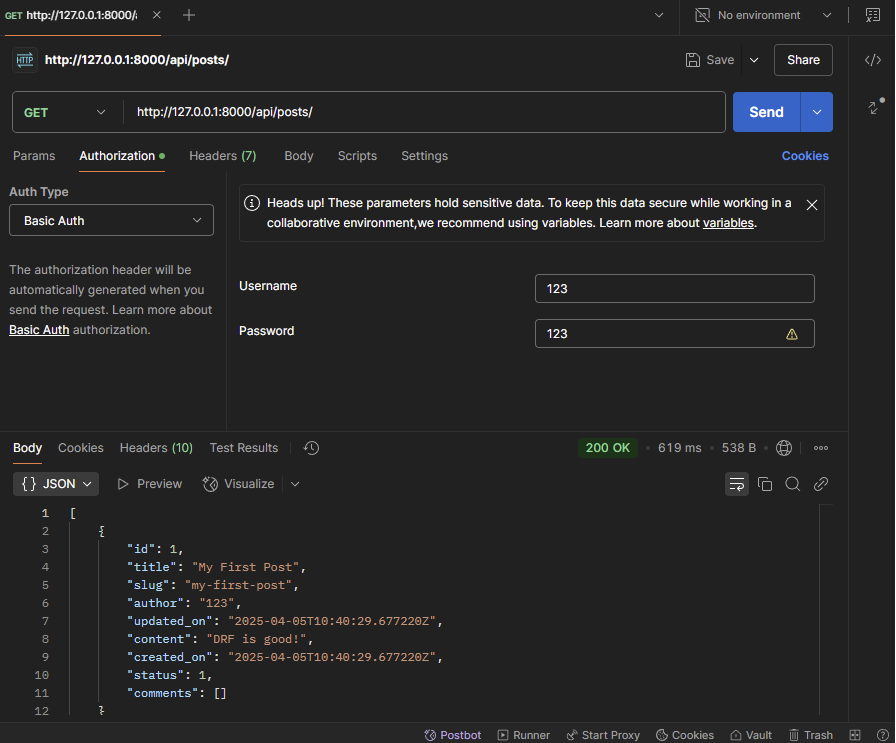 GET http://127.0.0.1:8000/a
No environment
HTTP http://127.0.0.1:8000/api/posts/
Save
Share
GET http://127.0.0.1:8000/api/posts/
Send
Params Authorization Headers (7) Body Scripts Settings Cookies
Auth Type
Basic Auth
The authorization header will be
automatically generated when you
send the request. Learn more about
Basic Auth authorization.
Heads up! These parameters hold sensitive data. To keep this data secure while working in a
collaborative environment,we recommend using variables. Learn more about variables.
Username 123
Password 123
Body Cookies Headers (10) Test Results 200 OK • 619 ms • 538 B
{} JSON Preview Visualize
1 [
2 {
3 "id": 1,
4 "title": "My First Post",
5 "slug": "my-first-post",
6 "author": "123",
7 "updated_on": "2025-04-05T10:40:29.677220Z",
8 "content": "DRF is good!",
9 "created_on": "2025-04-05T10:40:29.677220Z",
10 "status": 1,
11 "comments": []
12 }
Postbot Runner Start Proxy Cookies Vault Trash